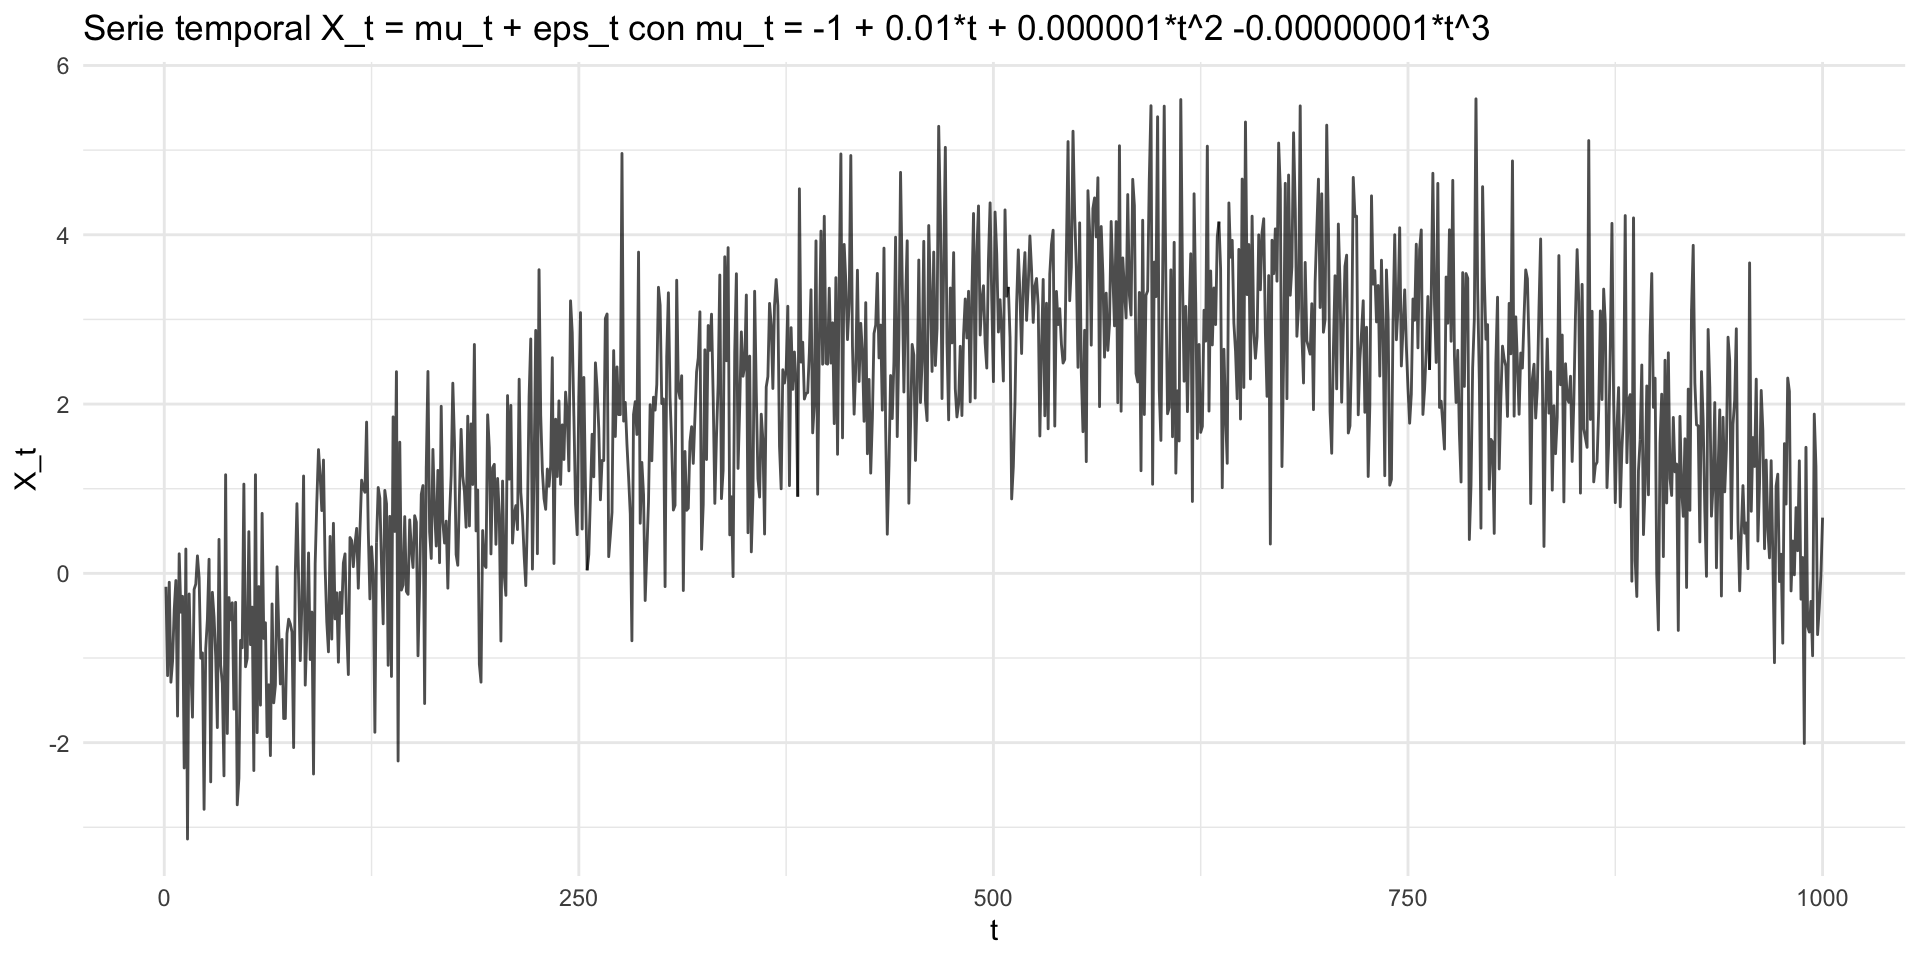 Serie temporal X_t = mu_t + eps_t con mu_t = -1 + 0.01*t + 0.000001*t^2 -0.00000001*t^3
6
4
2
0
-2
X_t
0 250 500 750 1000
t